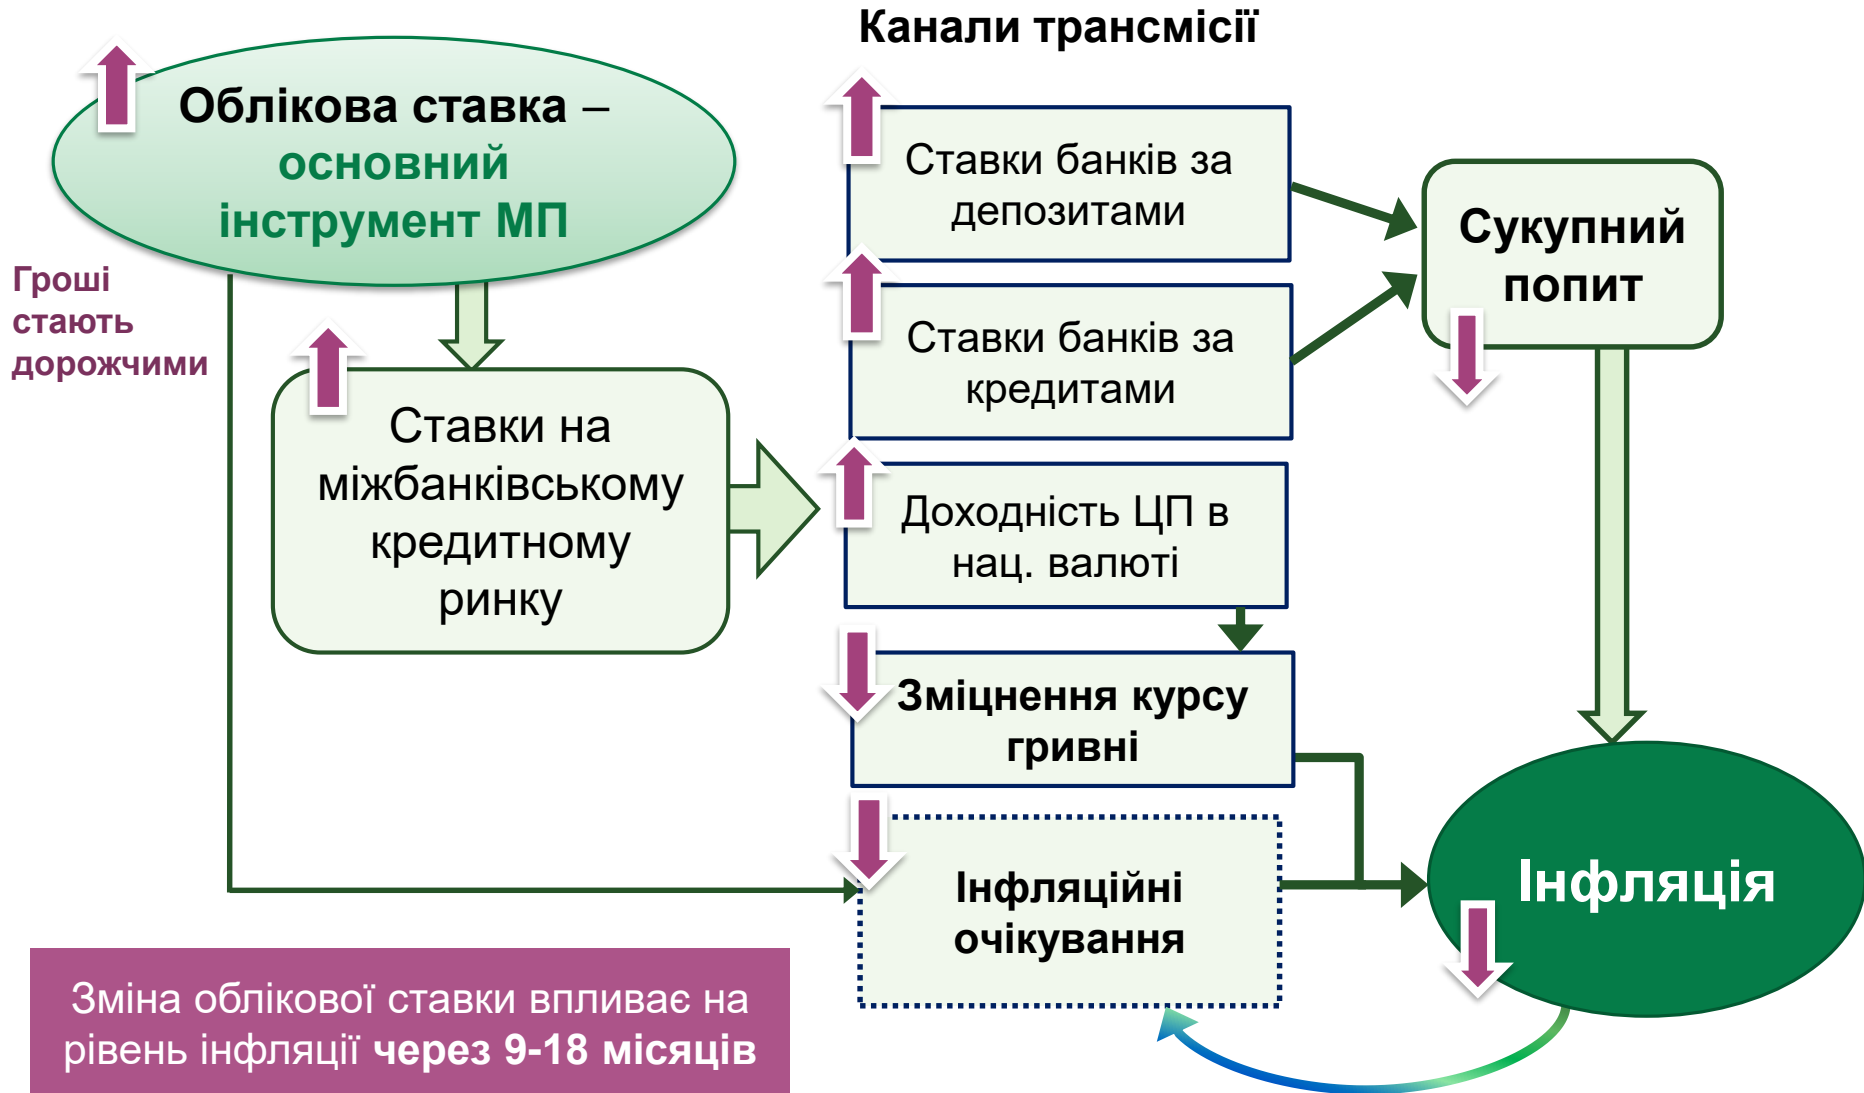 Канали трансмісії
Облікова ставка –
основний
інструмент МП
Гроші
стають
дорожчими
Ставки на
міжбанківському
кредитному
ринку
Ставки банків за
депозитами
Ставки банків за
кредитами
Доходність ЦП в
нац. валюті
Зміцнення курсу
гривні
Інфляційні
очікування
Сукупний
попит
Інфляція
Зміна облікової ставки впливає на
рівень інфляції через 9-18 місяців